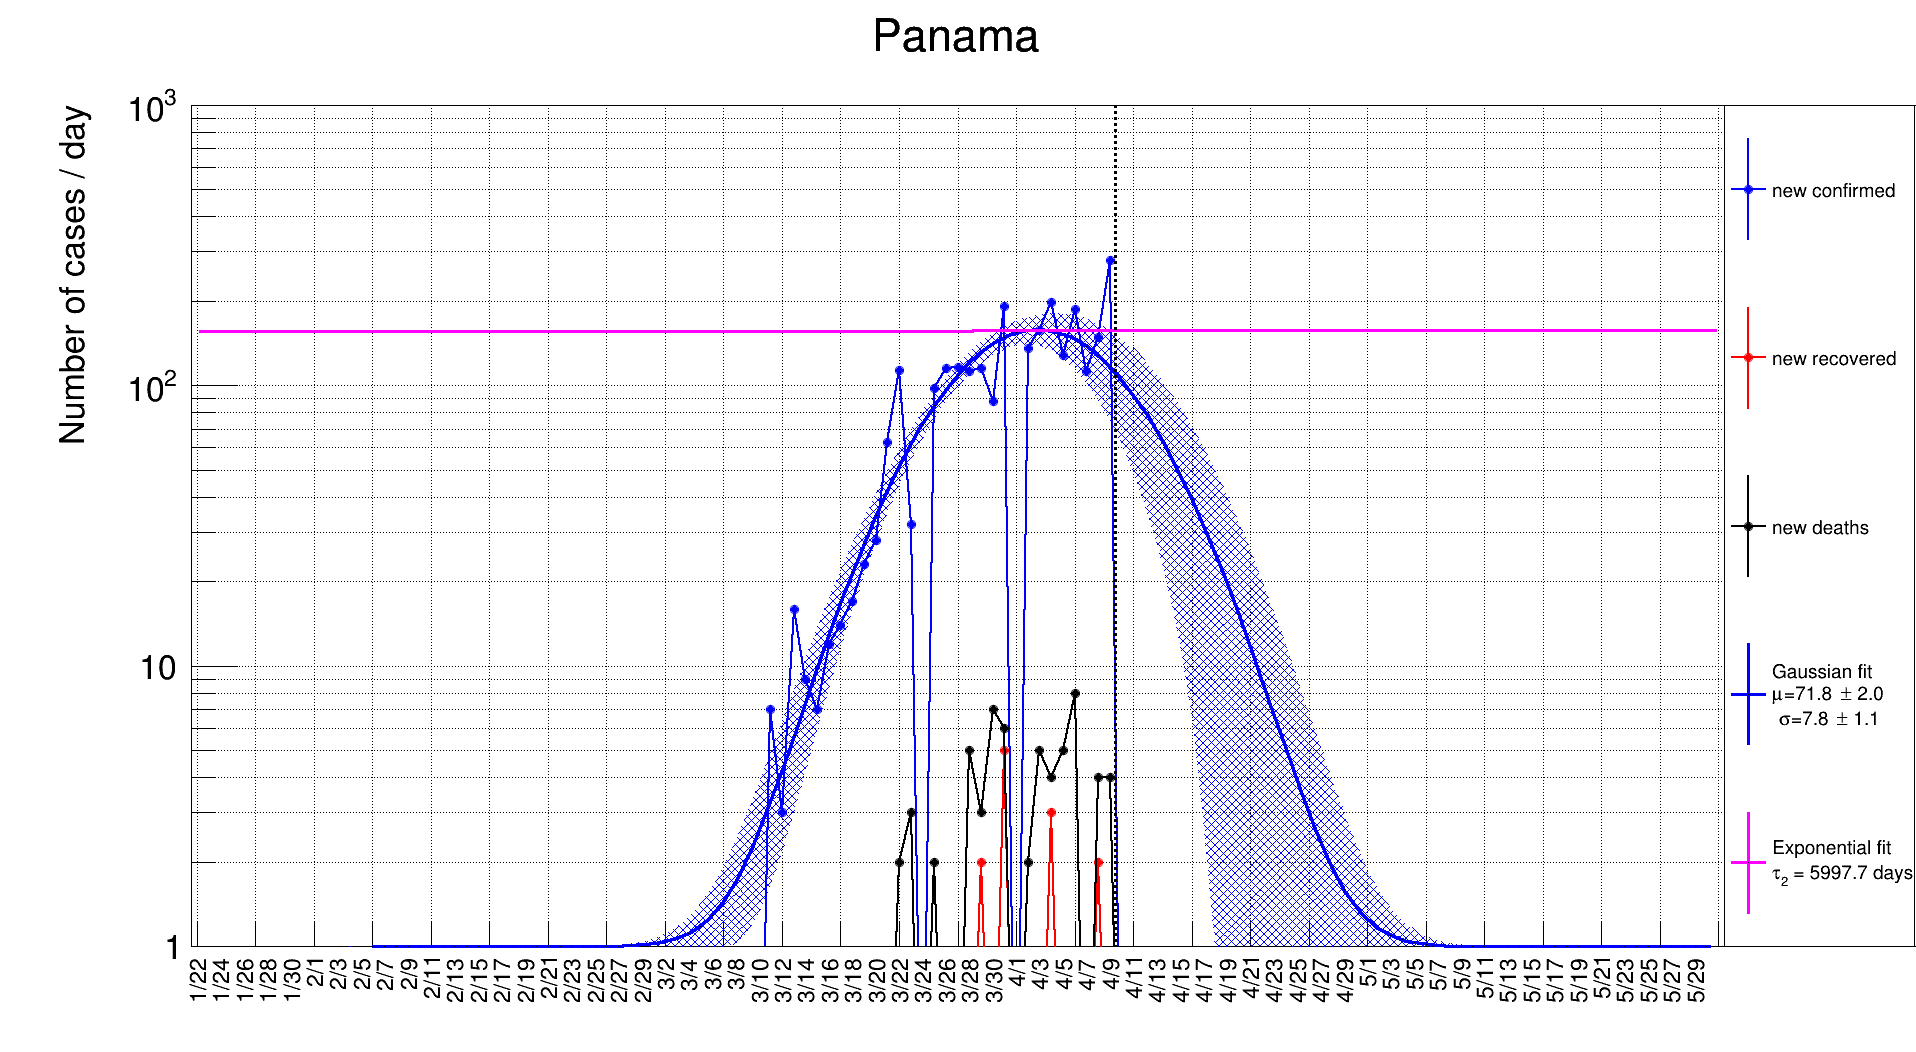 Panama
Number of cases / day
10³
10²
10
1
1/22 1/24 1/26 1/28 1/30 2/1 2/3 2/5 2/7 2/9 2/11 2/13 2/15 2/17 2/19 2/21 2/23 2/25 2/27 2/29 3/2 3/4 3/6 3/8 3/10 3/12 3/14 3/16 3/18 3/20 3/22 3/24 3/26 3/28 3/30 4/1 4/3 4/5 4/7 4/9 4/11 4/13 4/15 4/17 4/19 4/21 4/23 4/25 4/27 4/29 5/1 5/3 5/5 5/7 5/9 5/11 5/13 5/15 5/17 5/19 5/21 5/23 5/25 5/27 5/29
new confirmed
new recovered
new deaths
Gaussian fit
μ=71.8 ± 2.0
σ=7.8 ± 1.1
Exponential fit
τ₂ = 5997.7 days